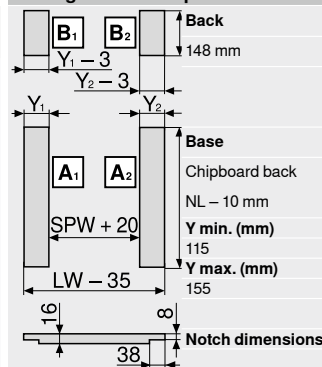 B₁ B₂ Back
148 mm
Y₁ – 3
Y₂ – 3
Y₁ Y₂
Base
A₁ A₂ Chipboard back
NL – 10 mm
SPW + 20 Y min. (mm)
115
Y max. (mm)
LW – 35 155
16 8 Notch dimensions
38